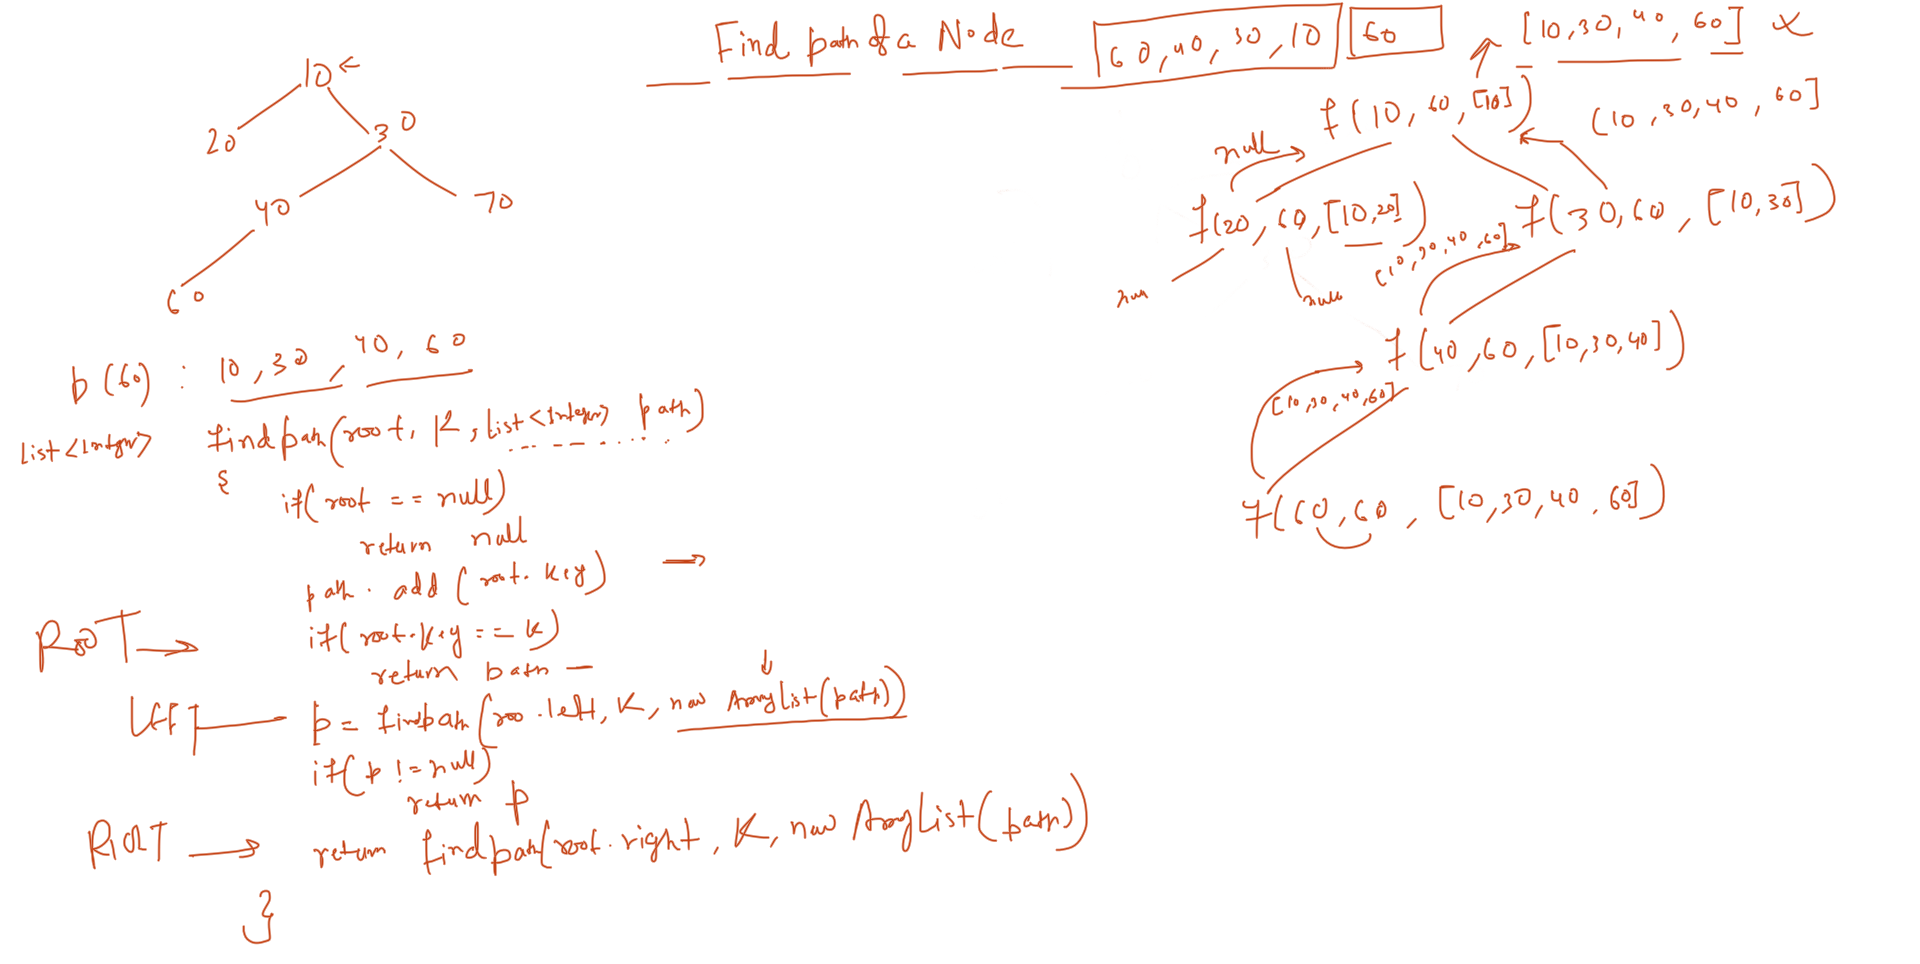 Find path of a Node
60, 40, 30, 10
60
[10,30,40,60] x
10 ←
20
30
40
70
60
p(60) : 10,30, 40, 60
List<Integer> findpath(root, K, List<Integer> path)
{
if(root == null)
return null
path. add (root. key) →
ROOT →
if(root.key == K)
return path
LEFT
p = findpath(roo .left, K, new ArrayList(path))
if(p != null)
return p
→ return findpath(root.right, K, new ArrayList(path))
}
f(10, 60, [10])
(10,30,40, 60]
null
f(20, 60, [10,20])
f(30,60, [10,30])
null
[10,30,40,60]
f(40,60, [10,30,40])
[10,30,40,60]
f(60,60, [10,30,40, 60])